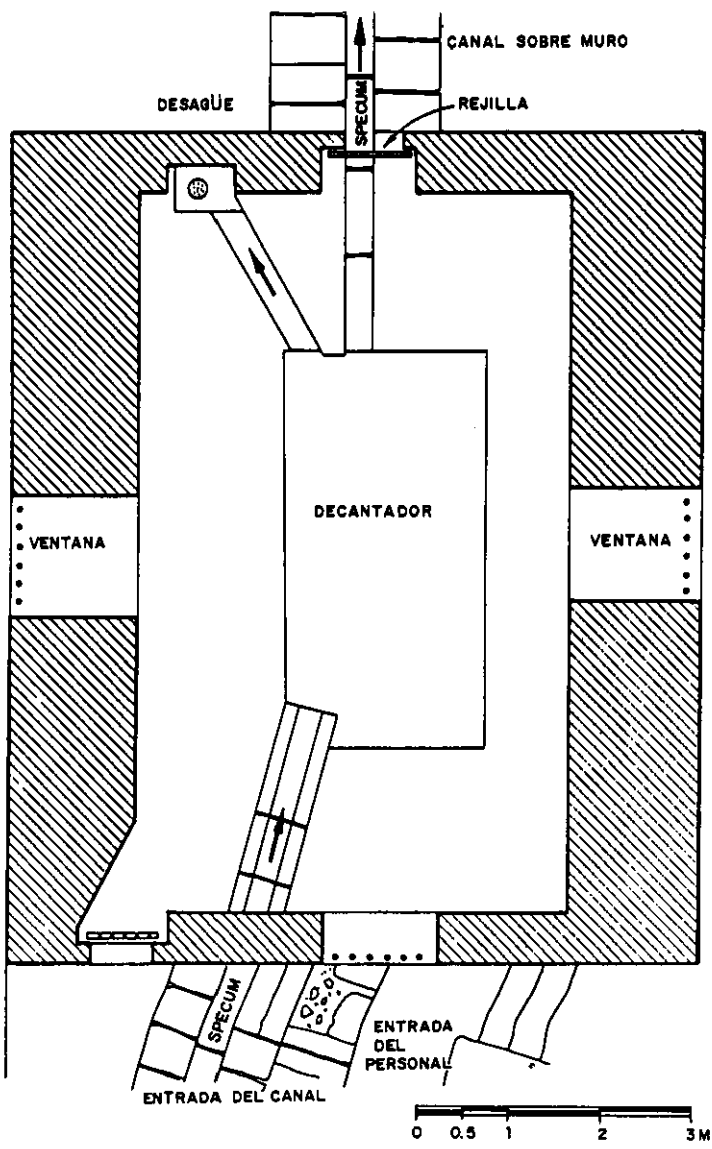 CANAL SOBRE MURO
DESAGÜE
SPECUM
REJILLA
DECANTADOR
VENTANA
VENTANA
SPECUM
ENTRADA
DEL
PERSONAL
ENTRADA DEL CANAL
0 0.5 1 2 3 M